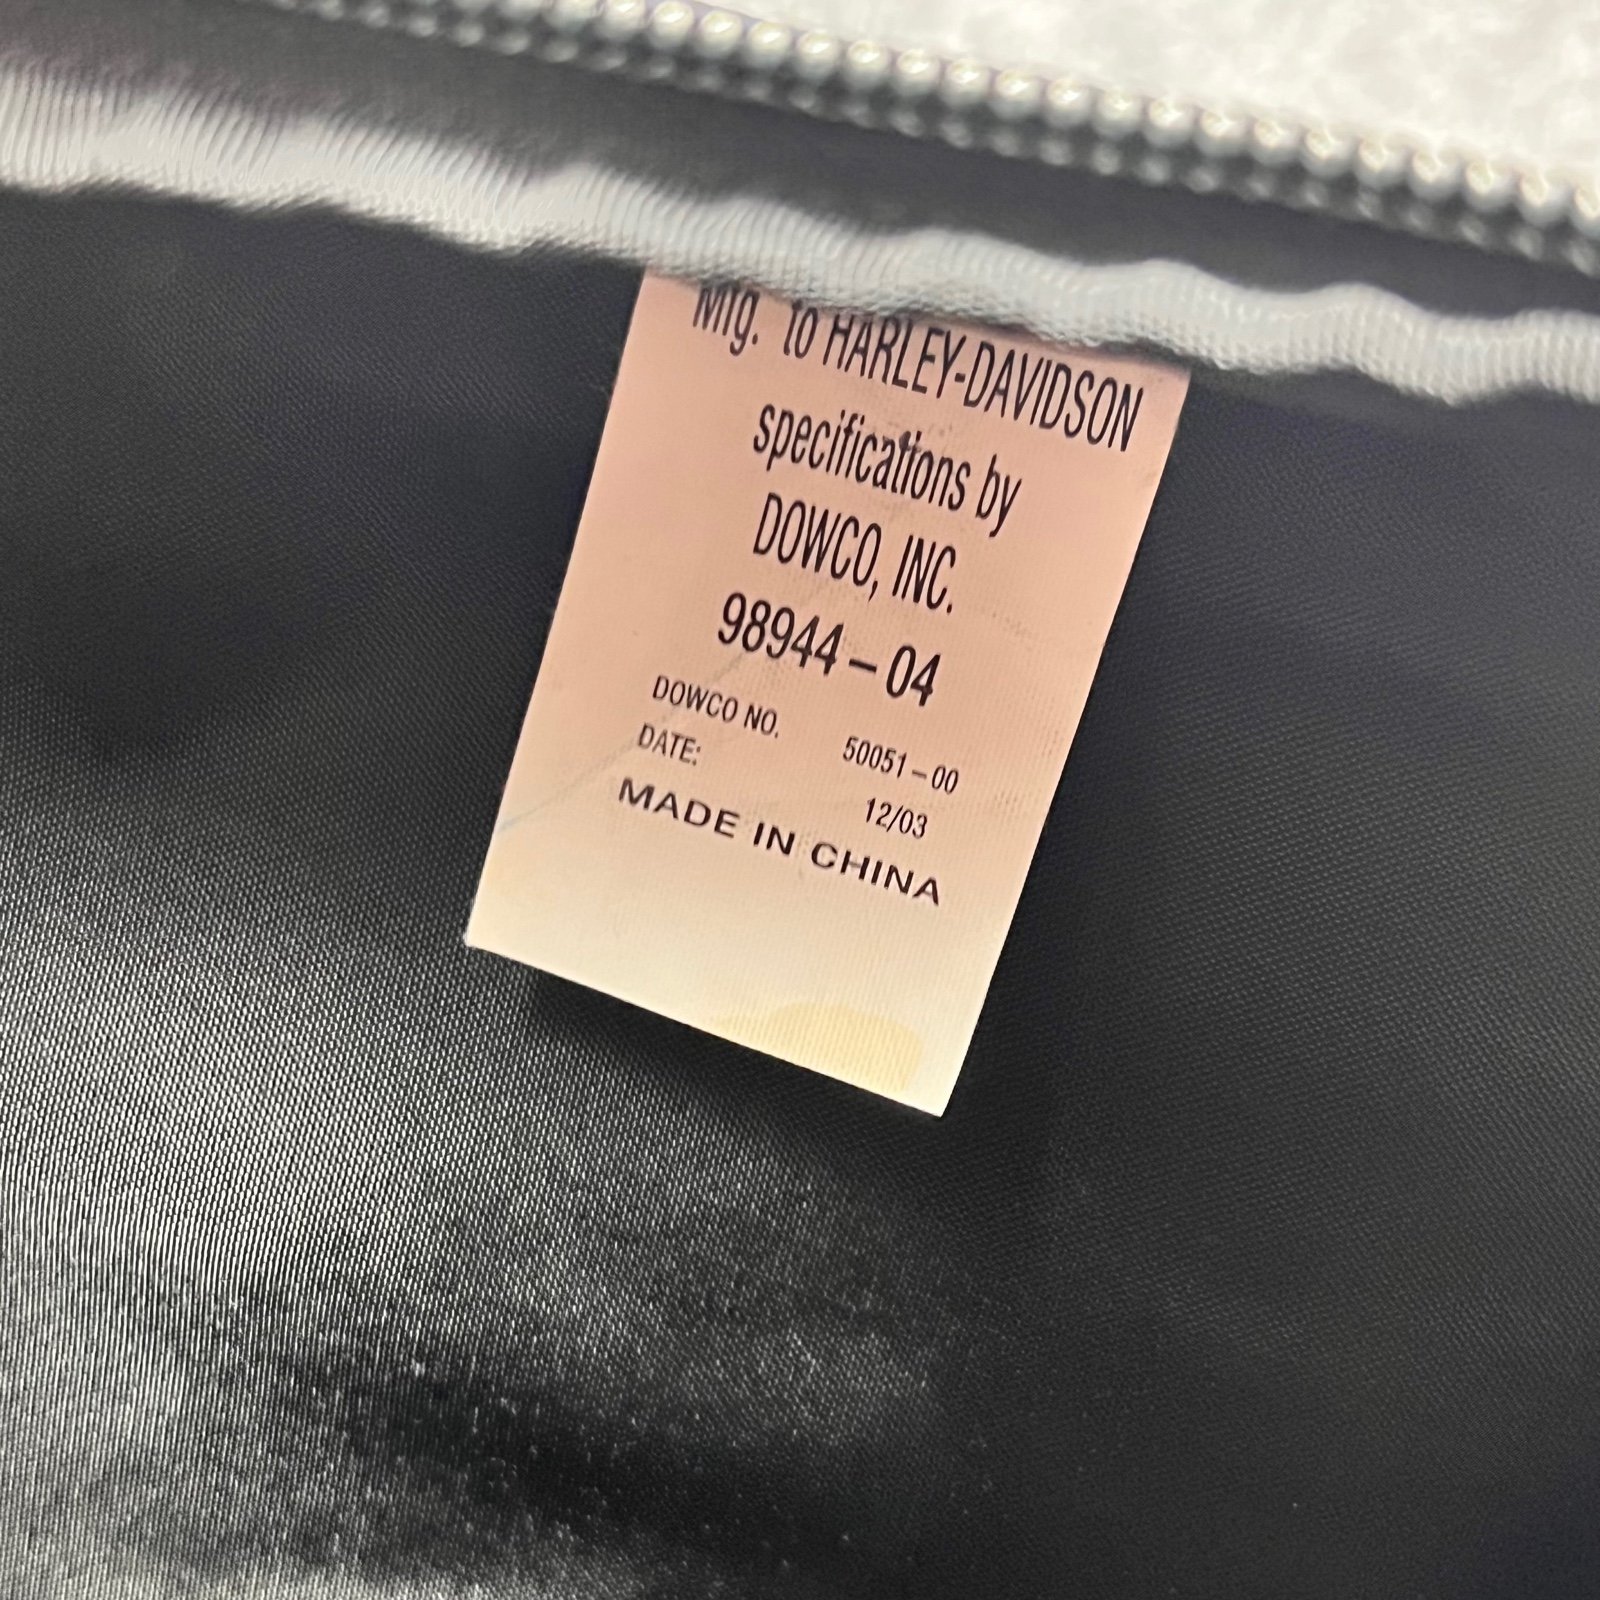 Mfg. to HARLEY-DAVIDSON
specifications by
DOWCO, INC.
98944-04
DOWCO NO. 50051-00
DATE: 12/03
MADE IN CHINA